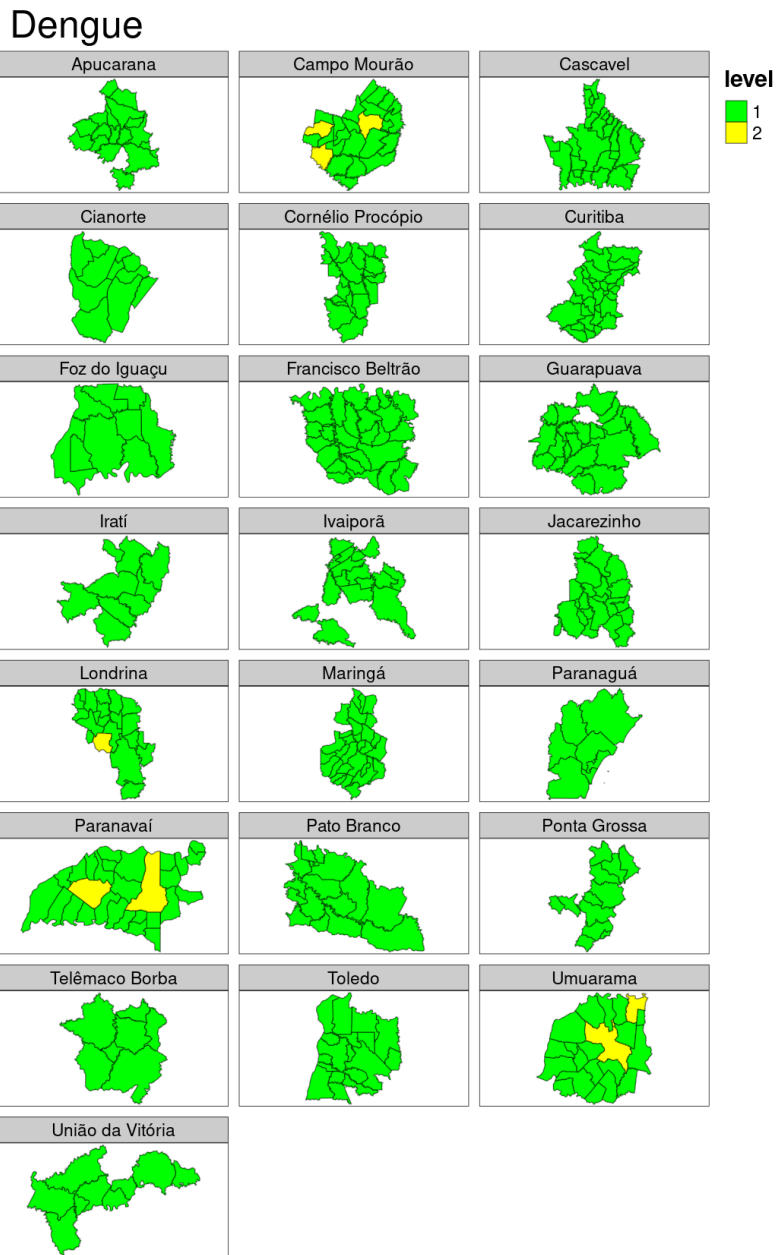 Dengue
Apucarana
Campo Mourão
Cascavel
level
1
2
Cianorte
Cornélio Procópio
Curitiba
Foz do Iguaçu
Francisco Beltrão
Guarapuava
Iratí
Ivaiporã
Jacarezinho
Londrina
Maringá
Paranaguá
Paranavaí
Pato Branco
Ponta Grossa
Telêmaco Borba
Toledo
Umuarama
União da Vitória